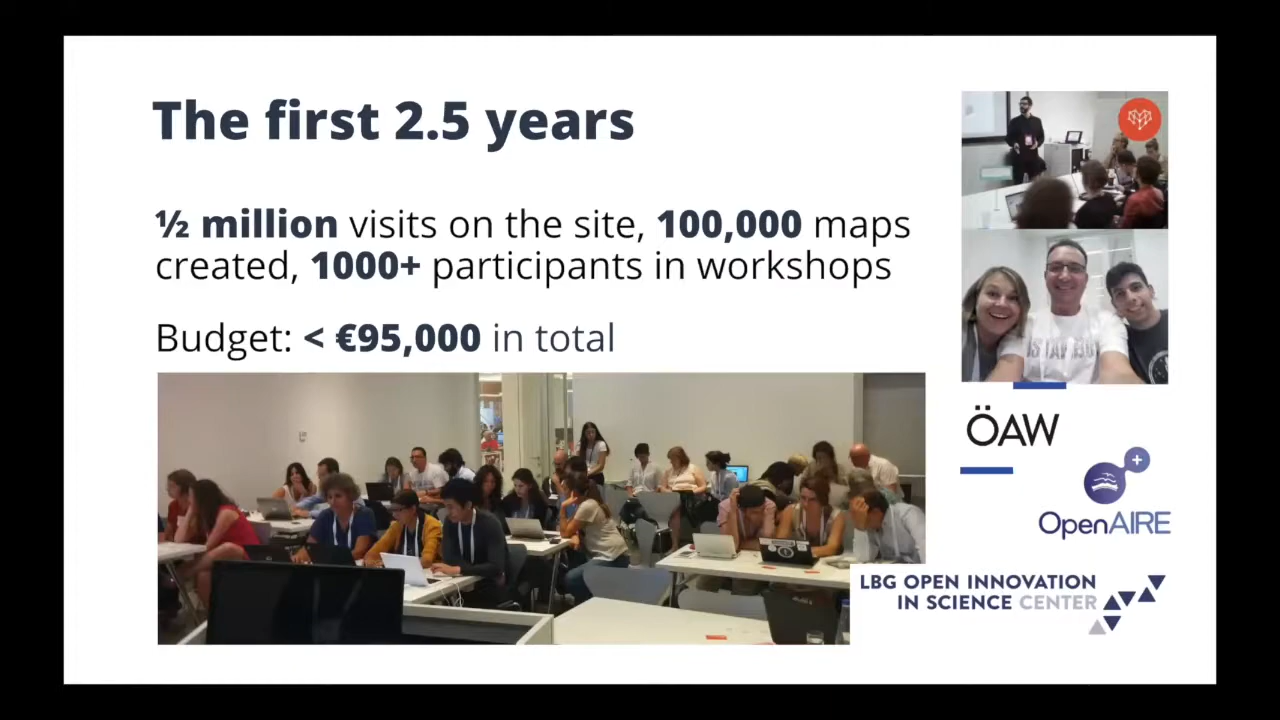 The first 2.5 years
½ million visits on the site, 100,000 maps
created, 1000+ participants in workshops
Budget: < €95,000 in total
ÖAW
OpenAIRE
LBG OPEN INNOVATION
IN SCIENCE CENTER